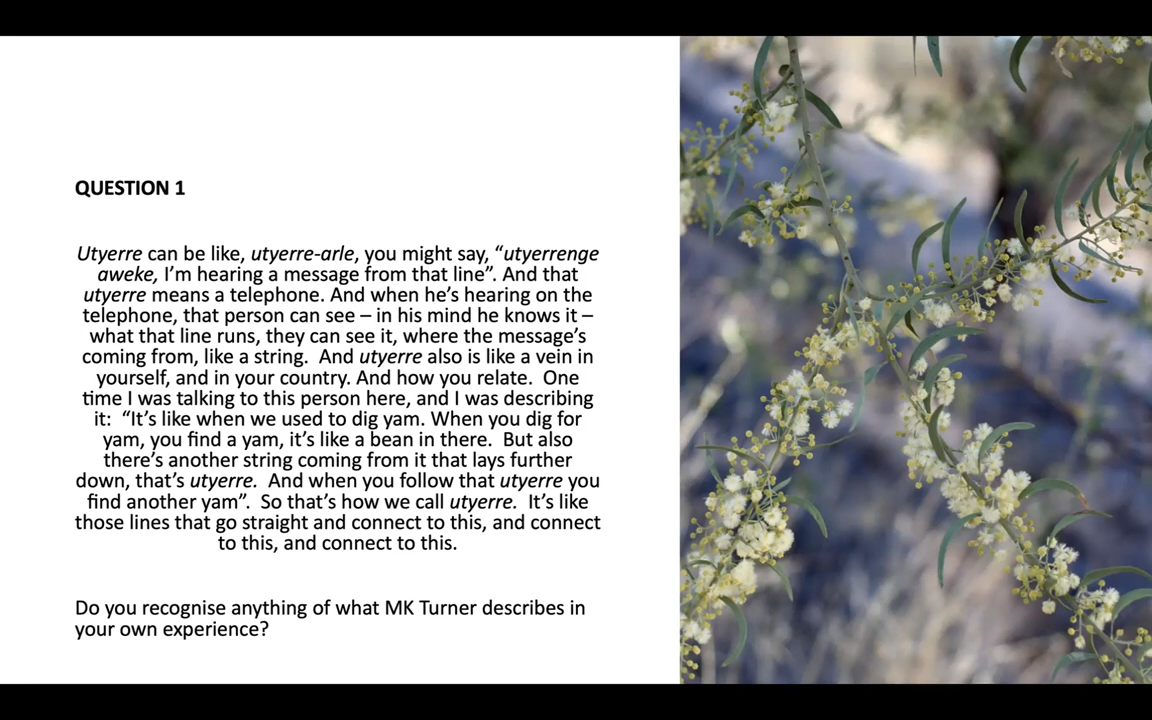 QUESTION 1
Utyerre can be like, utyerre-arle, you might say, “utyerrenge
aweke, I’m hearing a message from that line”. And that
utyerre means a telephone. And when he’s hearing on the
telephone, that person can see – in his mind he knows it –
what that line runs, they can see it, where the message’s
coming from, like a string.  And utyerre also is like a vein in
yourself, and in your country. And how you relate.  One
time I was talking to this person here, and I was describing
it:  “It’s like when we used to dig yam. When you dig for
yam, you find a yam, it’s like a bean in there.  But also
there’s another string coming from it that lays further
down, that’s utyerre.  And when you follow that utyerre you
find another yam”.  So that’s how we call utyerre.  It’s like
those lines that go straight and connect to this, and connect
to this, and connect to this.
Do you recognise anything of what MK Turner describes in
your own experience?